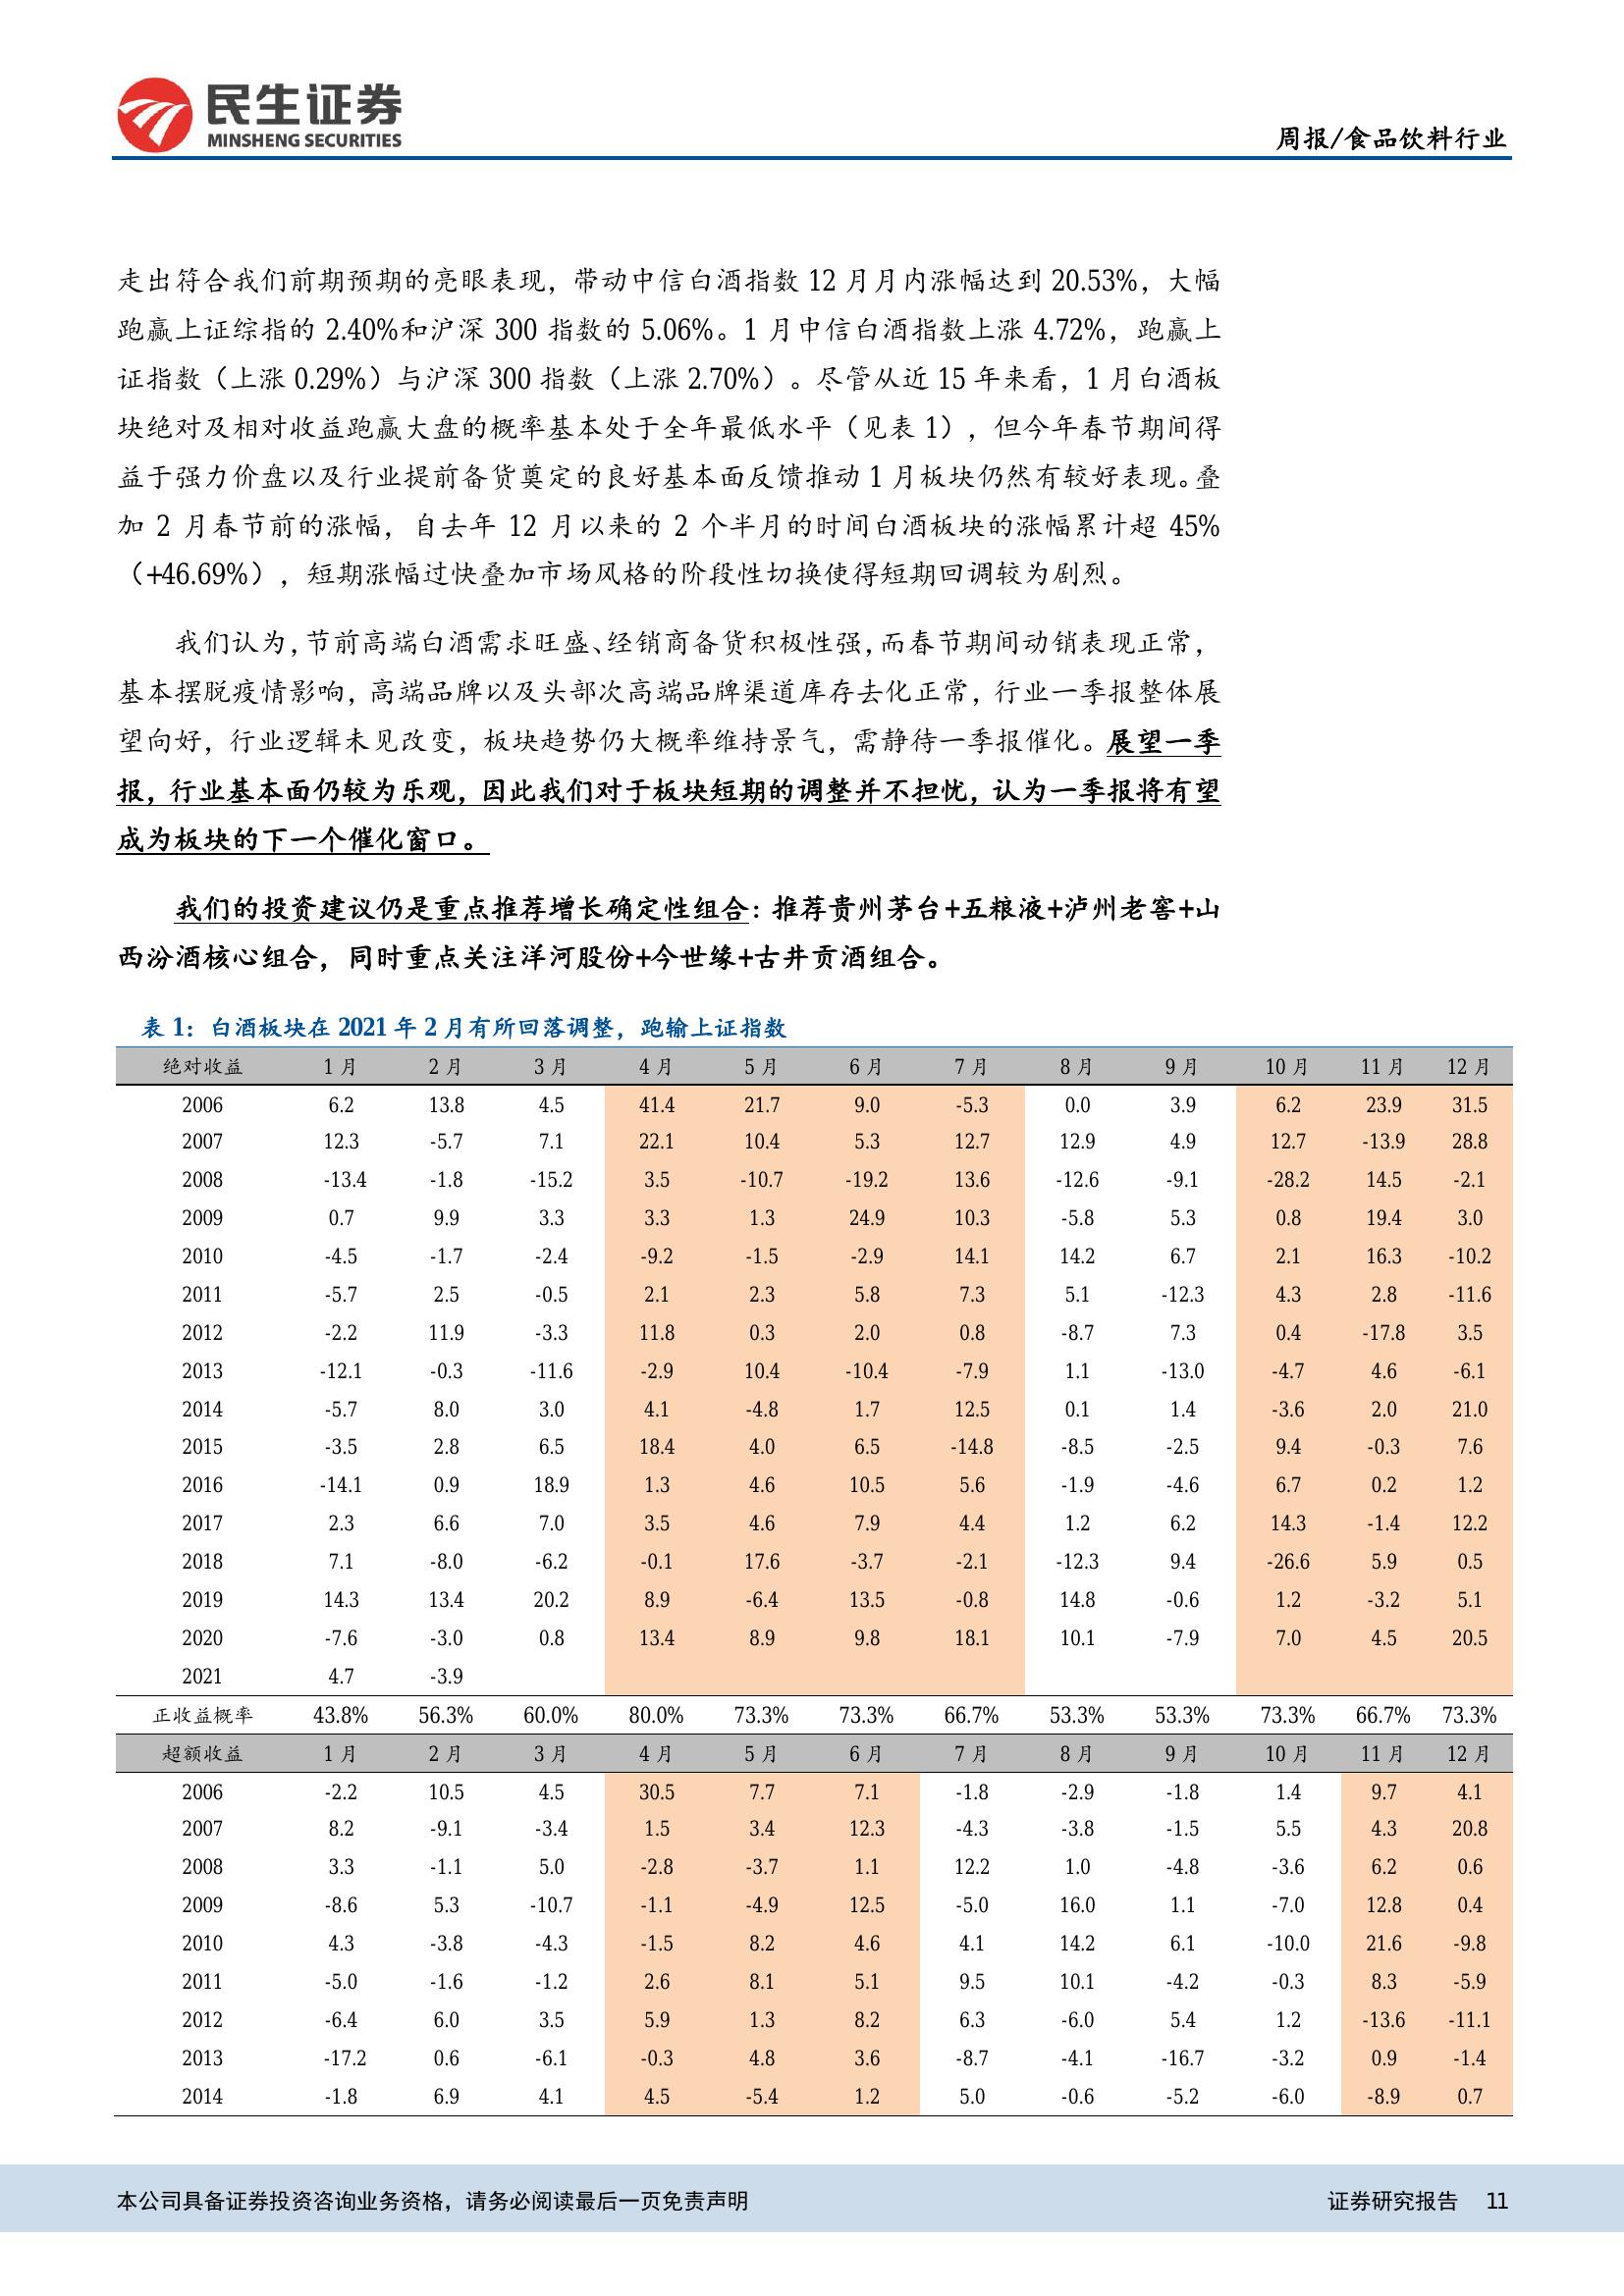 民生证券
MINSHENG SECURITIES
周报/食品饮料行业
走出符合我们前期预期的亮眼表现，带动中信白酒指数 12 月月内涨幅达到 20.53%，大幅
跑赢上证综指的 2.40%和沪深 300 指数的 5.06%。1 月中信白酒指数上涨 4.72%，跑赢上
证指数（上涨 0.29%）与沪深 300 指数（上涨 2.70%）。尽管从近 15 年来看，1 月白酒板
块绝对及相对收益跑赢大盘的概率基本处于全年最低水平（见表 1），但今年春节期间得
益于强力价盘以及行业提前备货奠定的良好基本面反馈推动 1 月板块仍然有较好表现。叠
加 2 月春节前的涨幅，自去年 12 月以来的 2 个半月的时间白酒板块的涨幅累计超 45%
（+46.69%），短期涨幅过快叠加市场风格的阶段性切换使得短期回调较为剧烈。
我们认为，节前高端白酒需求旺盛、经销商备货积极性强，而春节期间动销表现正常，
基本摆脱疫情影响，高端品牌以及头部次高端品牌渠道库存去化正常，行业一季报整体展
望向好，行业逻辑未见改变，板块趋势仍大概率维持景气，需静待一季报催化。展望一季
报，行业基本面仍较为乐观，因此我们对于板块短期的调整并不担忧，认为一季报将有望
成为板块的下一个催化窗口。
我们的投资建议仍是重点推荐增长确定性组合：推荐贵州茅台+五粮液+泸州老窖+山
西汾酒核心组合，同时重点关注洋河股份+今世缘+古井贡酒组合。
表 1：白酒板块在 2021 年 2 月有所回落调整，跑输上证指数
绝对收益 1 月 2 月 3 月 4 月 5 月 6 月 7 月 8 月 9 月 10 月 11 月 12 月
2006 6.2 13.8 4.5 41.4 21.7 9.0 -5.3 0.0 3.9 6.2 23.9 31.5
2007 12.3 -5.7 7.1 22.1 10.4 5.3 12.7 12.9 4.9 12.7 -13.9 28.8
2008 -13.4 -1.8 -15.2 3.5 -10.7 -19.2 13.6 -12.6 -9.1 -28.2 14.5 -2.1
2009 0.7 9.9 3.3 3.3 1.3 24.9 10.3 -5.8 5.3 0.8 19.4 3.0
2010 -4.5 -1.7 -2.4 -9.2 -1.5 -2.9 14.1 14.2 6.7 2.1 16.3 -10.2
2011 -5.7 2.5 -0.5 2.1 2.3 5.8 7.3 5.1 -12.3 4.3 2.8 -11.6
2012 -2.2 11.9 -3.3 11.8 0.3 2.0 0.8 -8.7 7.3 0.4 -17.8 3.5
2013 -12.1 -0.3 -11.6 -2.9 10.4 -10.4 -7.9 1.1 -13.0 -4.7 4.6 -6.1
2014 -5.7 8.0 3.0 4.1 -4.8 1.7 12.5 0.1 1.4 -3.6 2.0 21.0
2015 -3.5 2.8 6.5 18.4 4.0 6.5 -14.8 -8.5 -2.5 9.4 -0.3 7.6
2016 -14.1 0.9 18.9 1.3 4.6 10.5 5.6 -1.9 -4.6 6.7 0.2 1.2
2017 2.3 6.6 7.0 3.5 4.6 7.9 4.4 1.2 6.2 14.3 -1.4 12.2
2018 7.1 -8.0 -6.2 -0.1 17.6 -3.7 -2.1 -12.3 9.4 -26.6 5.9 0.5
2019 14.3 13.4 20.2 8.9 -6.4 13.5 -0.8 14.8 -0.6 1.2 -3.2 5.1
2020 -7.6 -3.0 0.8 13.4 8.9 9.8 18.1 10.1 -7.9 7.0 4.5 20.5
2021 4.7 -3.9
正收益概率 43.8% 56.3% 60.0% 80.0% 73.3% 73.3% 66.7% 53.3% 53.3% 73.3% 66.7% 73.3%
超额收益 1 月 2 月 3 月 4 月 5 月 6 月 7 月 8 月 9 月 10 月 11 月 12 月
2006 -2.2 10.5 4.5 30.5 7.7 7.1 -1.8 -2.9 -1.8 1.4 9.7 4.1
2007 8.2 -9.1 -3.4 1.5 3.4 12.3 -4.3 -3.8 -1.5 5.5 4.3 20.8
2008 3.3 -1.1 5.0 -2.8 -3.7 1.1 12.2 1.0 -4.8 -3.6 6.2 0.6
2009 -8.6 5.3 -10.7 -1.1 -4.9 12.5 -5.0 16.0 1.1 -7.0 12.8 0.4
2010 4.3 -3.8 -4.3 -1.5 8.2 4.6 4.1 14.2 6.1 -10.0 21.6 -9.8
2011 -5.0 -1.6 -1.2 2.6 8.1 5.1 9.5 10.1 -4.2 -0.3 8.3 -5.9
2012 -6.4 6.0 3.5 5.9 1.3 8.2 6.3 -6.0 5.4 1.2 -13.6 -11.1
2013 -17.2 0.6 -6.1 -0.3 4.8 3.6 -8.7 -4.1 -16.7 -3.2 0.9 -1.4
2014 -1.8 6.9 4.1 4.5 -5.4 1.2 5.0 -0.6 -5.2 -6.0 -8.9 0.7
本公司具备证券投资咨询业务资格，请务必阅读最后一页免责声明
证券研究报告 11